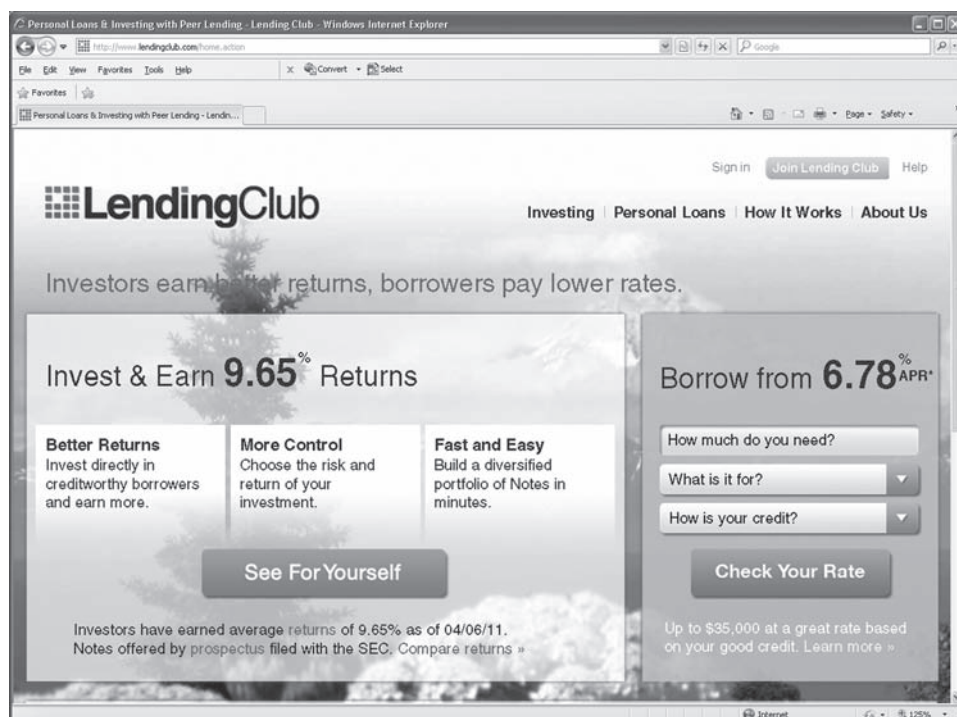 Personal Loans & Investing with Peer Lending - Lending Club - Windows Internet Explorer
http://www.lendingclub.com/home.action
Google
File Edit View Favorites Tools Help
x Convert Select
Favorites
Personal Loans & Investing with Peer Lending - Lendin...
Page Safety
Sign in Join Lending Club Help
LendingClub
Investing Personal Loans How It Works About Us
Investors earn better returns, borrowers pay lower rates.
Invest & Earn 9.65% Returns
Better Returns
Invest directly in
creditworthy borrowers
and earn more.
More Control
Choose the risk and
return of your
investment.
Fast and Easy
Build a diversified
portfolio of Notes in
minutes.
See For Yourself
Investors have earned average returns of 9.65% as of 04/06/11.
Notes offered by prospectus filed with the SEC. Compare returns »
Borrow from 6.78% APR*
How much do you need?
What is it for?
How is your credit?
Check Your Rate
Up to $35,000 at a great rate based
on your good credit. Learn more »
Internet
125%